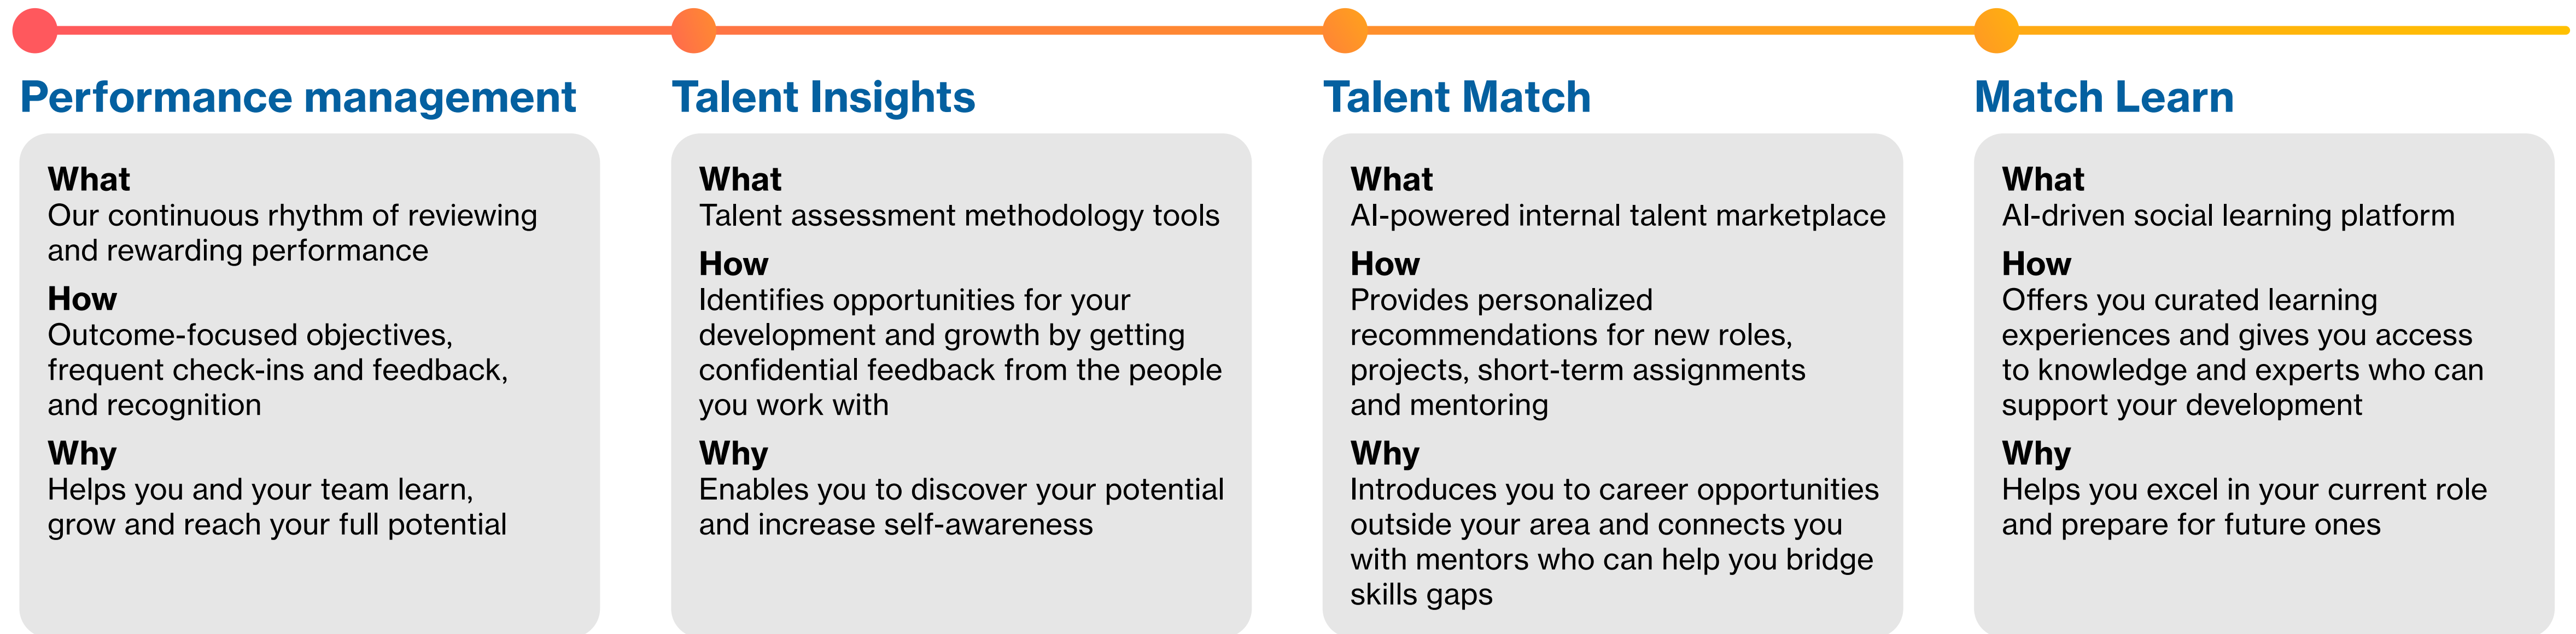 Performance management
What
Our continuous rhythm of reviewing
and rewarding performance
How
Outcome-focused objectives,
frequent check-ins and feedback,
and recognition
Why
Helps you and your team learn,
grow and reach your full potential
Talent Insights
What
Talent assessment methodology tools
How
Identifies opportunities for your
development and growth by getting
confidential feedback from the people
you work with
Why
Enables you to discover your potential
and increase self-awareness
Talent Match
What
AI-powered internal talent marketplace
How
Provides personalized
recommendations for new roles,
projects, short-term assignments
and mentoring
Why
Introduces you to career opportunities
outside your area and connects you
with mentors who can help you bridge
skills gaps
Match Learn
What
AI-driven social learning platform
How
Offers you curated learning
experiences and gives you access
to knowledge and experts who can
support your development
Why
Helps you excel in your current role
and prepare for future ones